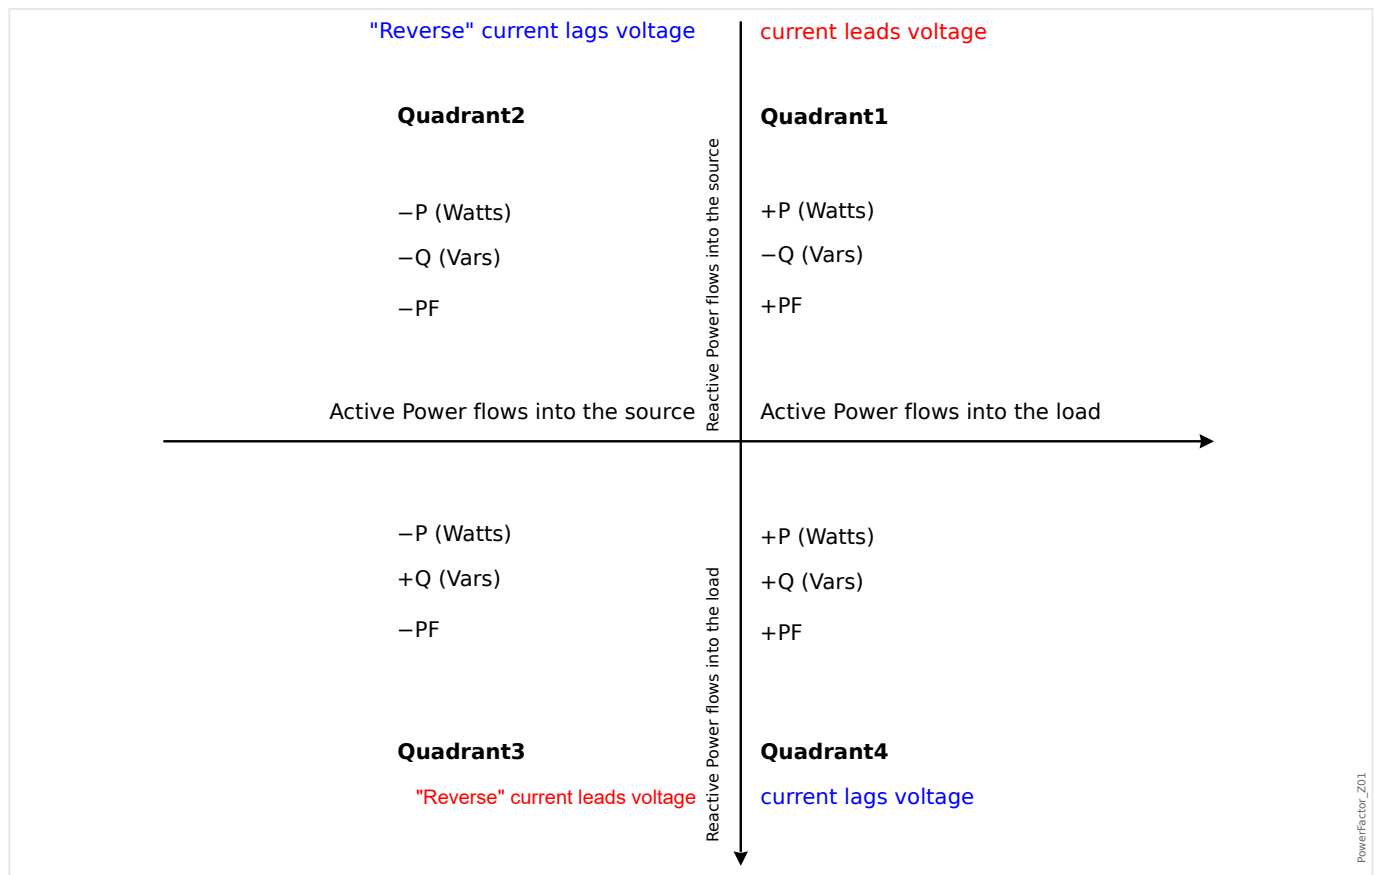 "Reverse" current lags voltage
current leads voltage
Quadrant2
Quadrant1
−P (Watts)
−Q (Vars)
−PF
Reactive Power flows into the source
+P (Watts)
−Q (Vars)
+PF
Active Power flows into the source
Active Power flows into the load
−P (Watts)
+Q (Vars)
−PF
Reactive Power flows into the load
+P (Watts)
+Q (Vars)
+PF
Quadrant3
Quadrant4
"Reverse" current leads voltage
current lags voltage
PowerFactor_Z01